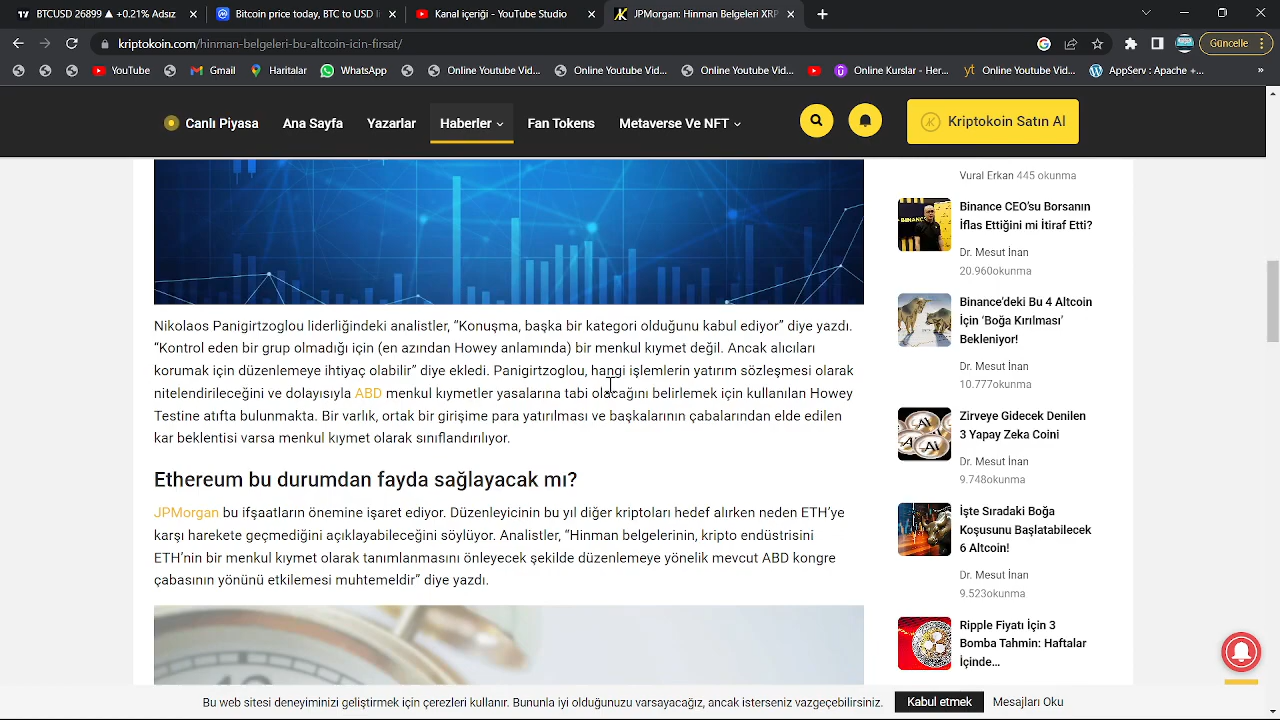 BTCUSD 26899 ▲ +0.21% Adsız
Bitcoin price today, BTC to USD l
Kanal içeriği - YouTube Studio
JPMorgan: Hinman Belgeleri XRP
kriptokoin.com/hinman-belgeleri-bu-altcoin-icin-firsat/
Güncelle
YouTube
Gmail
Haritalar
WhatsApp
Online Youtube Vid...
Online Youtube Vid...
Online Youtube Vid...
Online Kurslar - Her...
Online Youtube Vid...
AppServ : Apache +...
»
Canlı Piyasa
Ana Sayfa
Yazarlar
Haberler
Fan Tokens
Metaverse Ve NFT
Kriptokoin Satın Al
Nikolaos Panigirtzoglou liderliğindeki analistler, “Konuşma, başka bir kategori olduğunu kabul ediyor” diye yazdı.
“Kontrol eden bir grup olmadığı için (en azından Howey anlamında) bir menkul kıymet değil. Ancak alıcıları
korumak için düzenlemeye ihtiyaç olabilir” diye ekledi. Panigirtzoglou, hangi işlemlerin yatırım sözleşmesi olarak
nitelendirileceğini ve dolayısıyla ABD menkul kıymetler yasalarına tabi olacağını belirlemek için kullanılan Howey
Testine atıfta bulunmakta. Bir varlık, ortak bir girişime para yatırılması ve başkalarının çabalarından elde edilen
kar beklentisi varsa menkul kıymet olarak sınıflandırılıyor.
Ethereum bu durumdan fayda sağlayacak mı?
JPMorgan bu ifşaatların önemine işaret ediyor. Düzenleyicinin bu yıl diğer kriptoları hedef alırken neden ETH’ye
karşı harekete geçmediğini açıklayabileceğini söylüyor. Analistler, “Hinman belgelerinin, kripto endüstrisini
ETH’nin bir menkul kıymet olarak tanımlanmasını önleyecek şekilde düzenlemeye yönelik mevcut ABD kongre
çabasının yönünü etkilemesi muhtemeldir” diye yazdı.
Vural Erkan 445 okunma
BINANC
Binance CEO’su Borsanın
İflas Ettiğini mi İtiraf Etti?
Dr. Mesut İnan
20.960okunma
Binance’deki Bu 4 Altcoin
İçin ‘Boğa Kırılması’
Bekleniyor!
Dr. Mesut İnan
10.777okunma
AI
Zirveye Gidecek Denilen
3 Yapay Zeka Coini
Dr. Mesut İnan
9.748okunma
İşte Sıradaki Boğa
Koşusunu Başlatabilecek
6 Altcoin!
Dr. Mesut İnan
9.523okunma
Ripple Fiyatı İçin 3
Bomba Tahmin: Haftalar
İçinde…
Bu web sitesi deneyiminizi geliştirmek için çerezleri kullanır. Bununla iyi olduğunuzu varsayacağız, ancak isterseniz vazgeçebilirsiniz.
Kabul etmek
Mesajları Oku